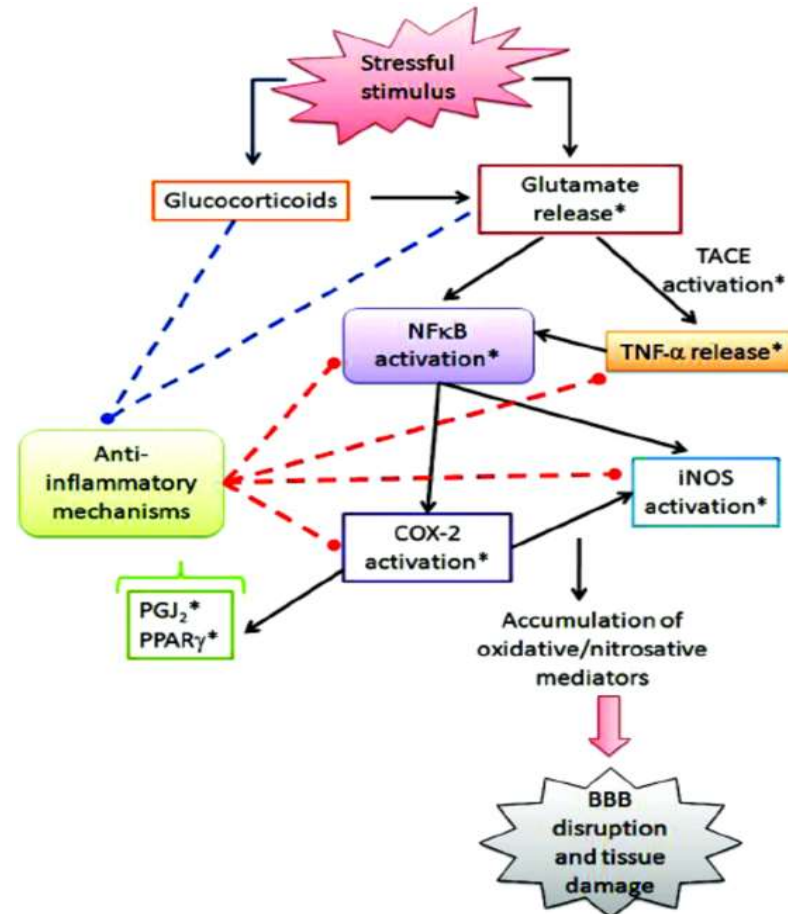 Stressful
stimulus
Glucocorticoids
Glutamate
release*
TACE
activation*
NFκB
activation*
TNF-α release*
Anti-
inflammatory
mechanisms
iNOS
activation*
COX-2
activation*
PGJ₂*
PPARγ*
Accumulation of
oxidative/nitrosative
mediators
BBB
disruption
and tissue
damage